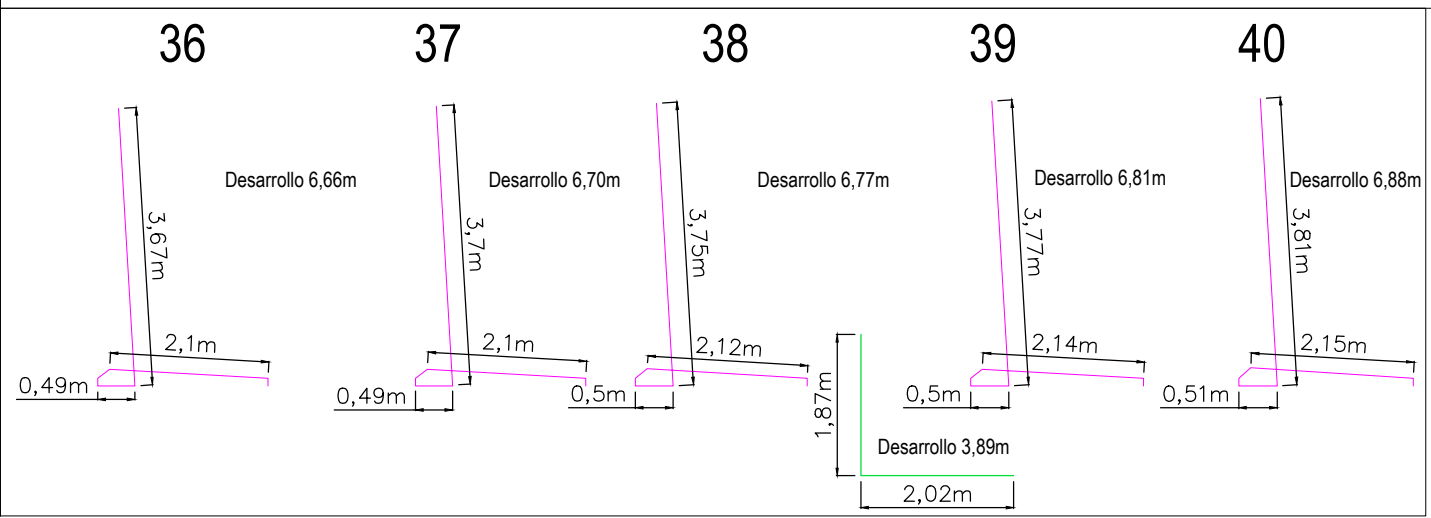 36
37
38
39
40
Desarrollo 6,66m
Desarrollo 6,70m
Desarrollo 6,77m
Desarrollo 6,81m
Desarrollo 6,88m
3,67m
3,7m
3,75m
3,77m
3,81m
2,1m
2,1m
2,12m
2,14m
2,15m
0,49m
0,49m
0,5m
0,5m
0,51m
1,87m
Desarrollo 3,89m
2,02m